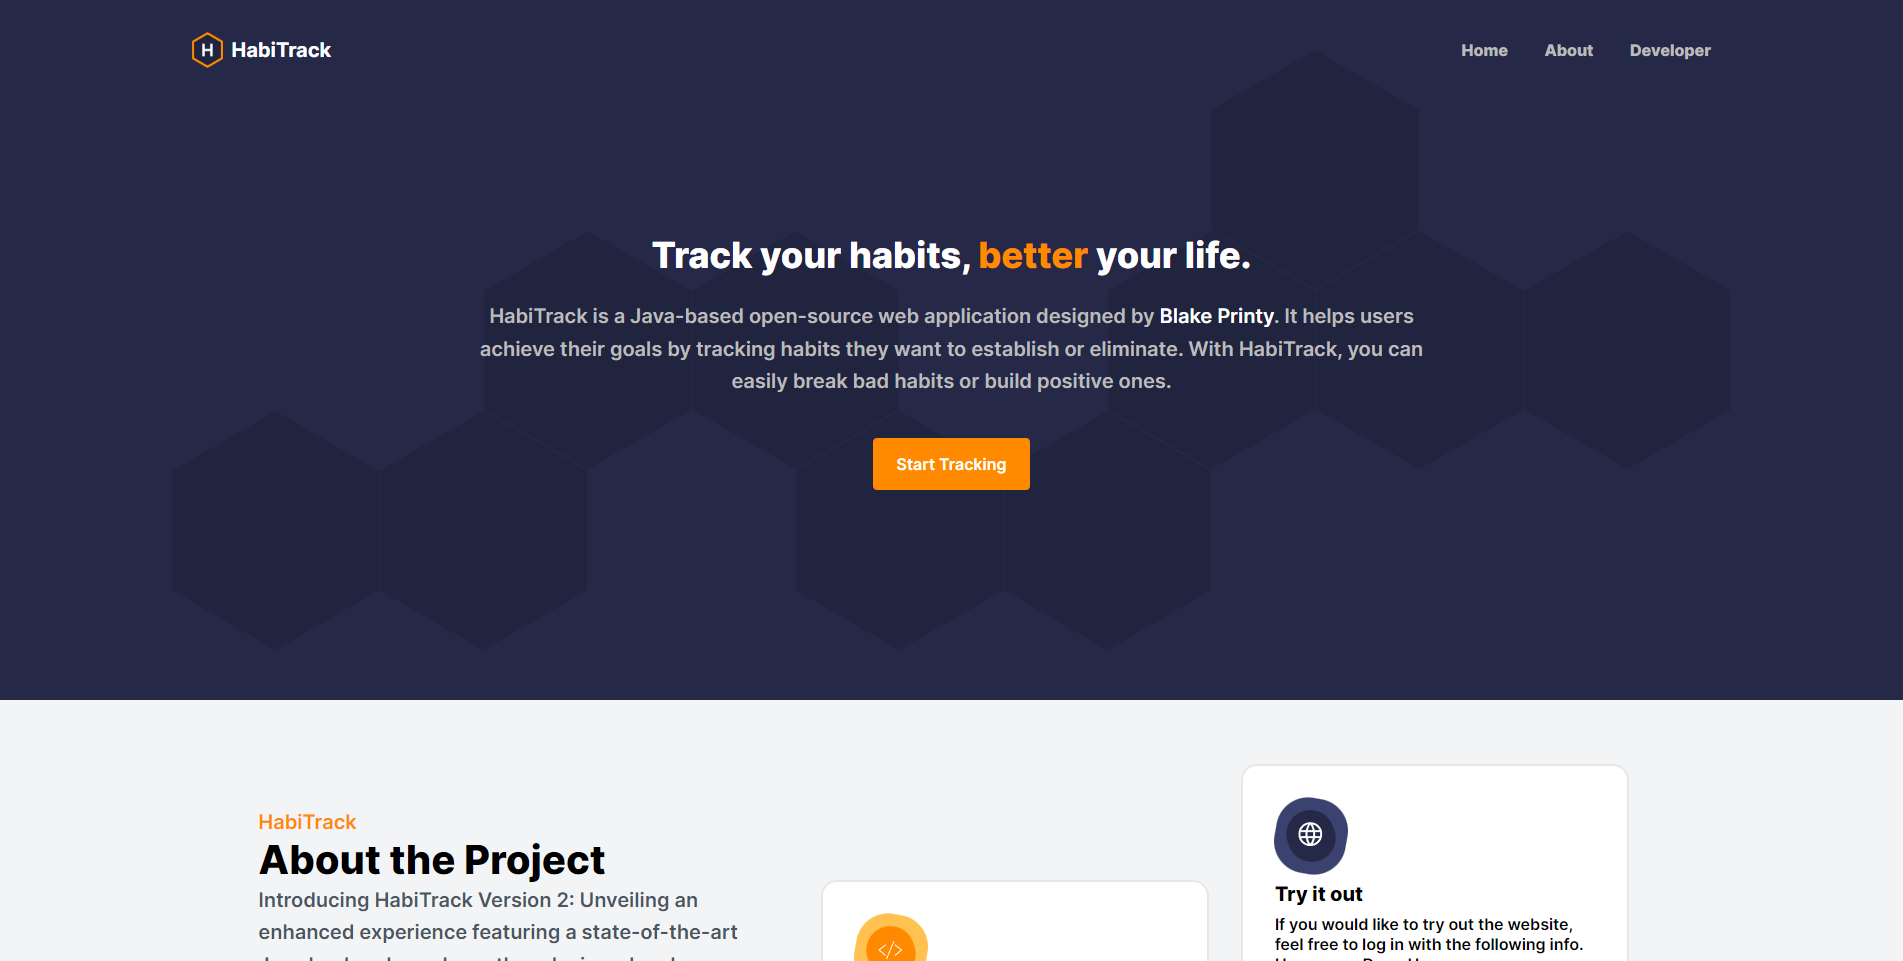 H HabiTrack
Home About Developer
Track your habits, better your life.
HabiTrack is a Java-based open-source web application designed by Blake Printy. It helps users
achieve their goals by tracking habits they want to establish or eliminate. With HabiTrack, you can
easily break bad habits or build positive ones.
Start Tracking
HabiTrack
About the Project
Introducing HabiTrack Version 2: Unveiling an
enhanced experience featuring a state-of-the-art
</>
Try it out
If you would like to try out the website,
feel free to log in with the following info.